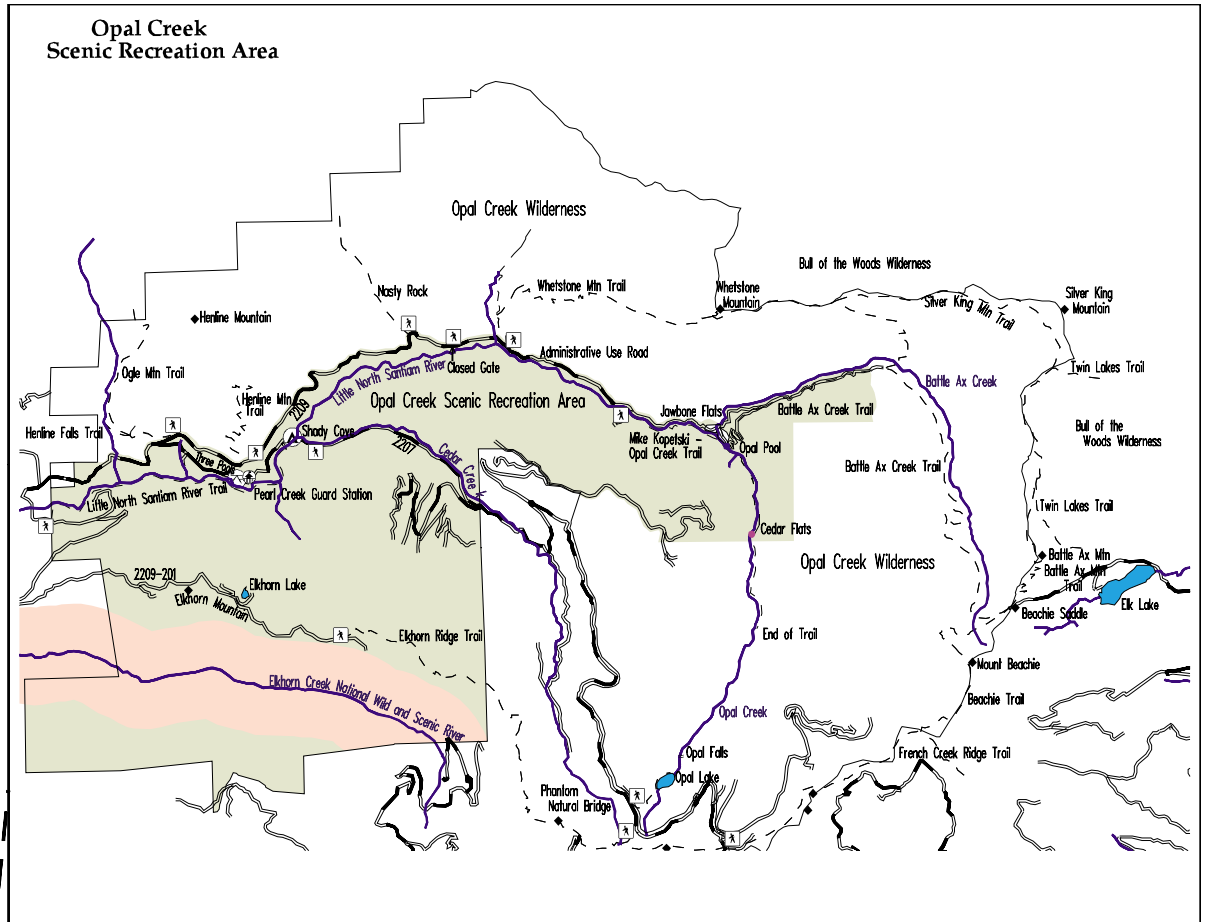 Opal Creek
Scenic Recreation Area
Opal Creek Wilderness
Bull of the Woods Wilderness
Nasty Rock
Whetstone Mtn Trail
Whetstone
Mountain
Silver King Mtn Trail
Silver King
Mountain
Henline Mountain
Administrative Use Road
Closed Gate
Little North Santiam River
Ogle Mtn Trail
Twin Lakes Trail
Battle Ax Creek
Henline Mtn
Trail
2209
Opal Creek Scenic Recreation Area
Jawbone Flats
Battle Ax Creek Trail
Henline Falls Trail
Shady Cove
2207
Mike Kopetski -
Opal Creek Trail
Opal Pool
Bull of the
Woods Wilderness
Three Pools
Cedar Creek
Battle Ax Creek Trail
Little North Santiam River Trail
Pearl Creek Guard Station
Twin Lakes Trail
Cedar Flats
Opal Creek Wilderness
Battle Ax Mtn
Battle Ax Mtn
Trail
2209-201
Elkhorn Lake
Elkhorn Mountain
Elk Lake
Beachie Saddle
Elkhorn Ridge Trail
End of Trail
Mount Beachie
Elkhorn Creek National Wild and Scenic River
Beachie Trail
Opal Creek
Opal Falls
French Creek Ridge Trail
Opal Lake
Phantom
Natural Bridge